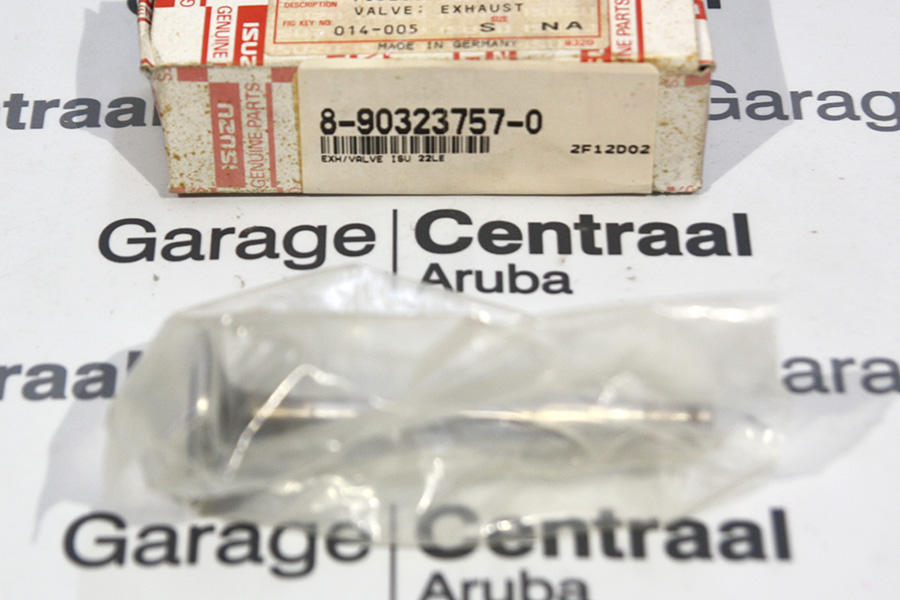 DESCRIPTION
VALVE: EXHAUST
FIG KEY NO.
014-005
SIZE
S
NA
MADE IN GERMANY
8320
ISUZU
GENUINE PARTS
8-90323757-0
EXH/VALVE ISU 22LE
2F12D02
traal
Garag
Garage | Centraal
Aruba
raal
ara
Garage | Centraal
Aruba